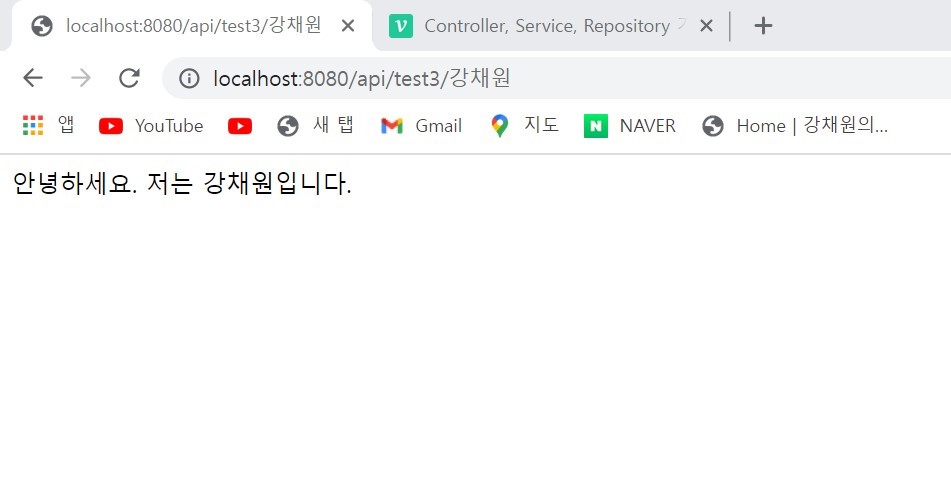 localhost:8080/api/test3/강채원
Controller, Service, Repository
localhost:8080/api/test3/강채원
앱 YouTube 새 탭 Gmail 지도 NAVER Home | 강채원의...
안녕하세요. 저는 강채원입니다.